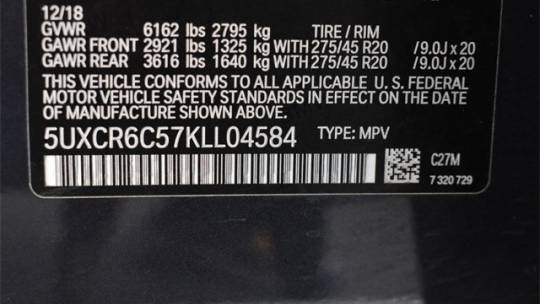 12/18
GVWR 6162 lbs 2795 kg TIRE / RIM
GAWR FRONT 2921 lbs 1325 kg WITH 275/45 R20 /9.0J x 20
GAWR REAR 3616 lbs 1640 kg WITH 275/45 R20 /9.0J x 20
THIS VEHICLE CONFORMS TO ALL APPLICABLE U. S. FEDERAL
MOTOR VEHICLE SAFETY STANDARDS IN EFFECT ON THE DATE
OF MANUFACTURE SHOWN ABOVE.
5UXCR6C57KLL04584 TYPE: MPV
C27M
7 320 729